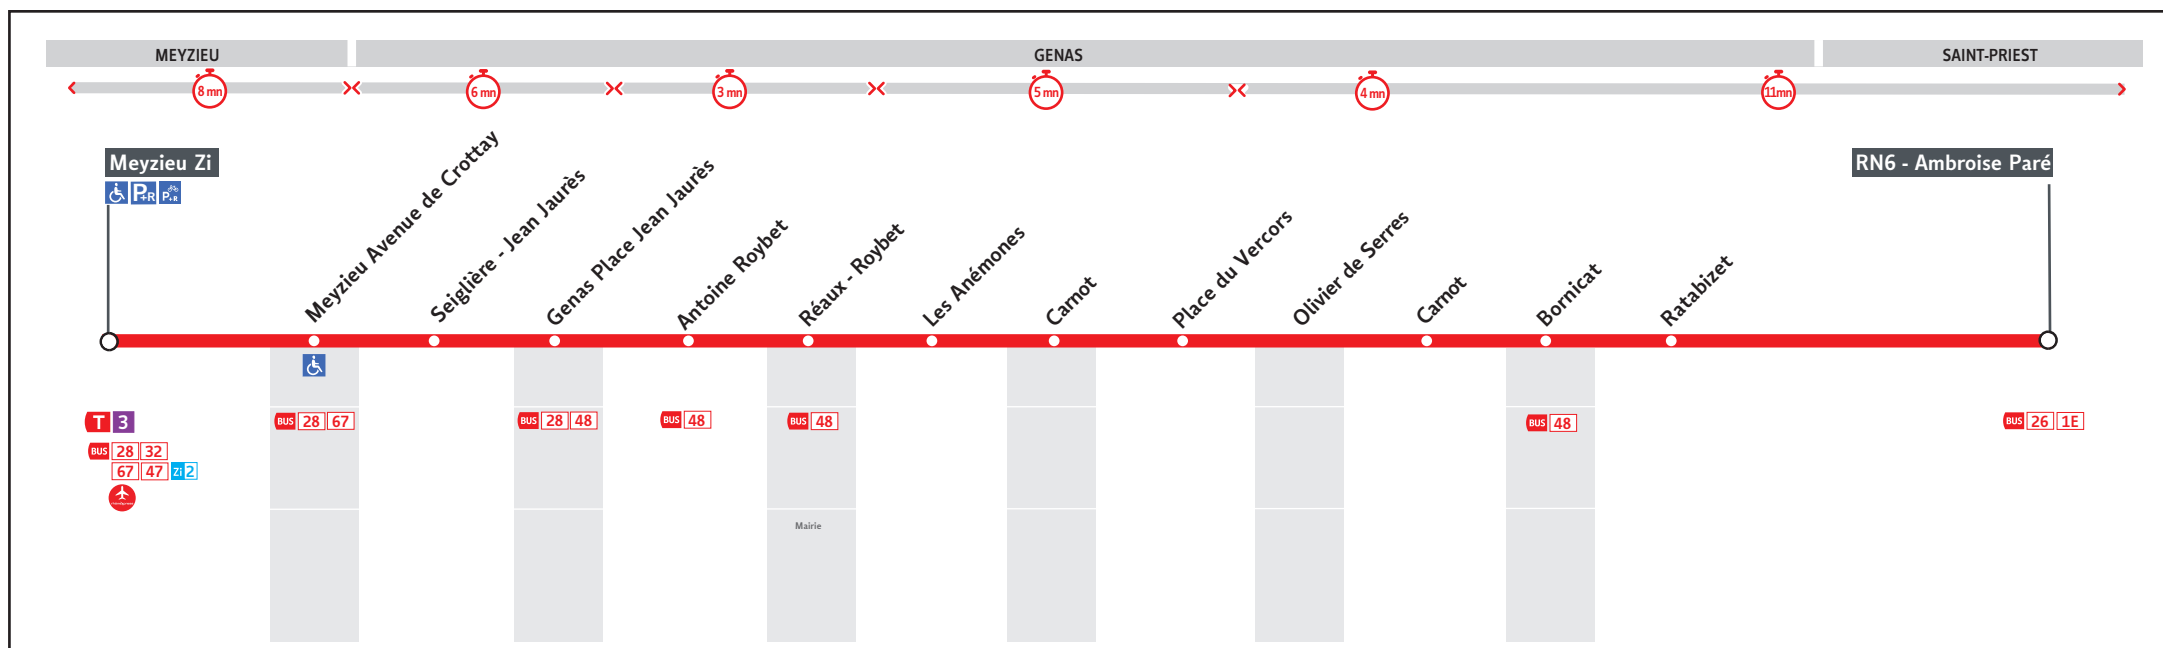 MEYZIEU
GENAS
SAINT-PRIEST
8 mn
6 mn
3 mn
5 mn
4 mn
11mn
Meyzieu Zi
P+R
P+R
Meyzieu Avenue de Crottay
Seiglière - Jean Jaurès
Genas Place Jean Jaurès
Antoine Roybet
Réaux - Roybet
Les Anémones
Carnot
Place du Vercors
Olivier de Serres
Carnot
Bornicat
Ratabizet
RN6 - Ambroise Paré
T 3
BUS 28 32
67 47 Zi 2
BUS 28 67
BUS 28 48
BUS 48
BUS 48
BUS 48
BUS 26 1E
Mairie